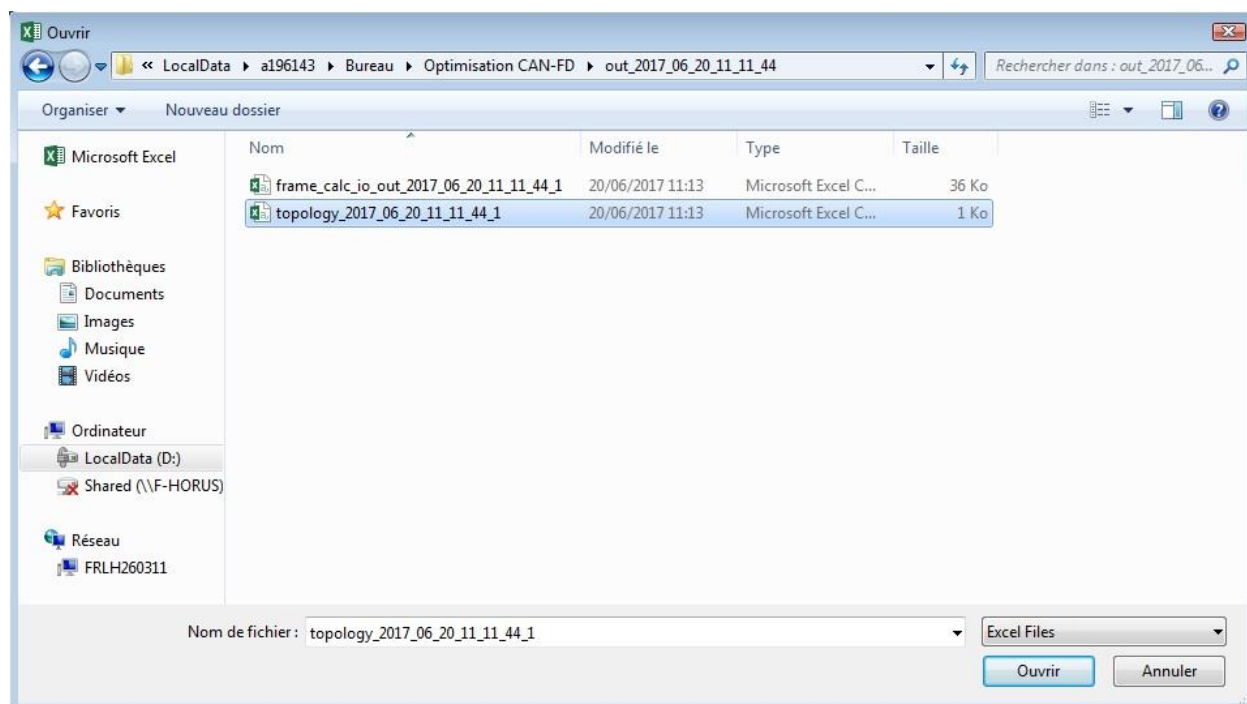 Ouvrir
« LocalData ▸ a196143 ▸ Bureau ▸ Optimisation CAN-FD ▸ out_2017_06_20_11_11_44
Rechercher dans : out_2017_06...
Organiser Nouveau dossier
Microsoft Excel
Favoris
Bibliothèques
Documents
Images
Musique
Vidéos
Ordinateur
LocalData (D:)
Shared (\\F-HORUS)
Réseau
FRLH260311
Nom Modifié le Type Taille
frame_calc_io_out_2017_06_20_11_11_44_1 20/06/2017 11:13 Microsoft Excel C... 36 Ko
topology_2017_06_20_11_11_44_1 20/06/2017 11:13 Microsoft Excel C... 1 Ko
Nom de fichier : topology_2017_06_20_11_11_44_1 Excel Files
Ouvrir Annuler